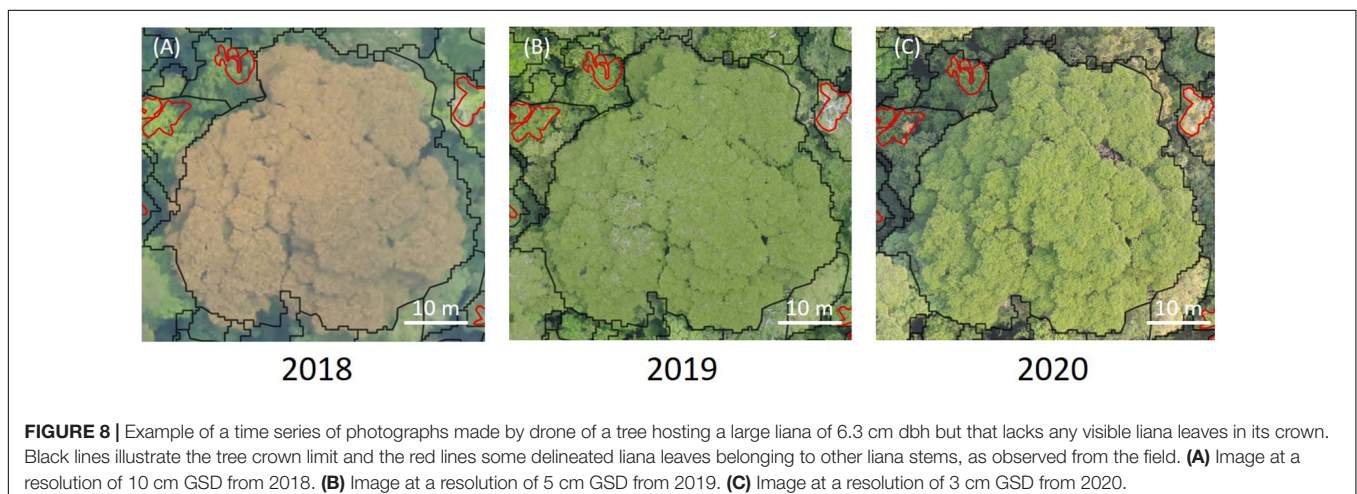 (A) (B) (C)
10 m 10 m 10 m
2018 2019 2020
FIGURE 8 | Example of a time series of photographs made by drone of a tree hosting a large liana of 6.3 cm dbh but that lacks any visible liana leaves in its crown.
Black lines illustrate the tree crown limit and the red lines some delineated liana leaves belonging to other liana stems, as observed from the field. (A) Image at a
resolution of 10 cm GSD from 2018. (B) Image at a resolution of 5 cm GSD from 2019. (C) Image at a resolution of 3 cm GSD from 2020.